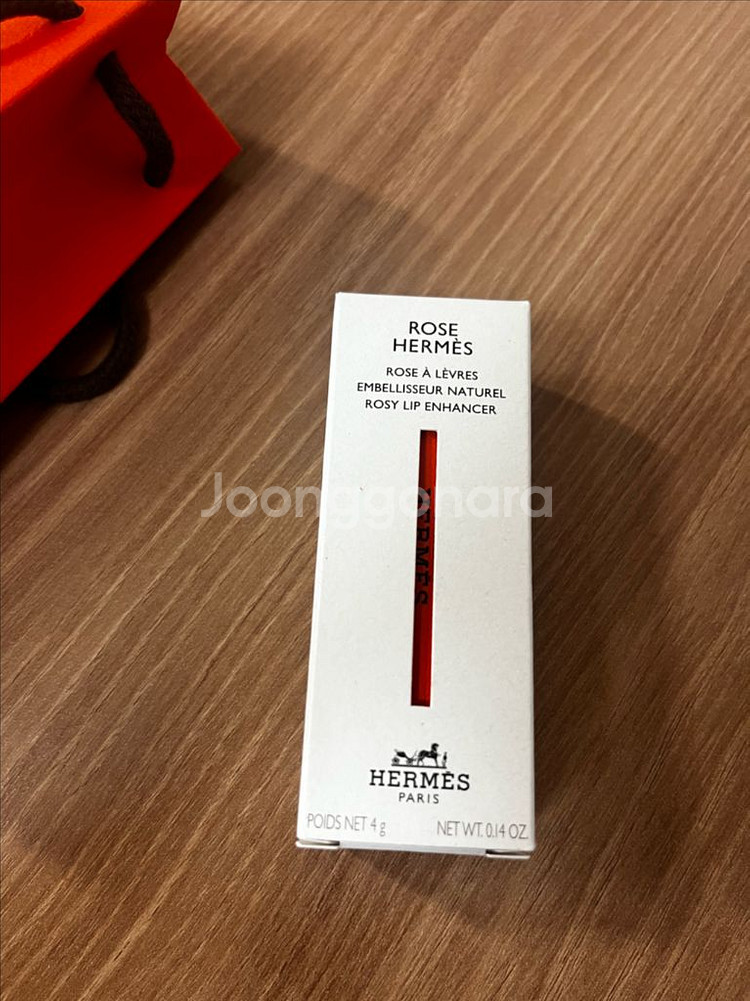 ROSE
HERMÈS
ROSE À LÈVRES
EMBELLISSEUR NATUREL
ROSY LIP ENHANCER
Joonggonara
HERMÈS
HERMÈS
PARIS
POIDS NET 4 g
NET WT. 0.14 OZ.